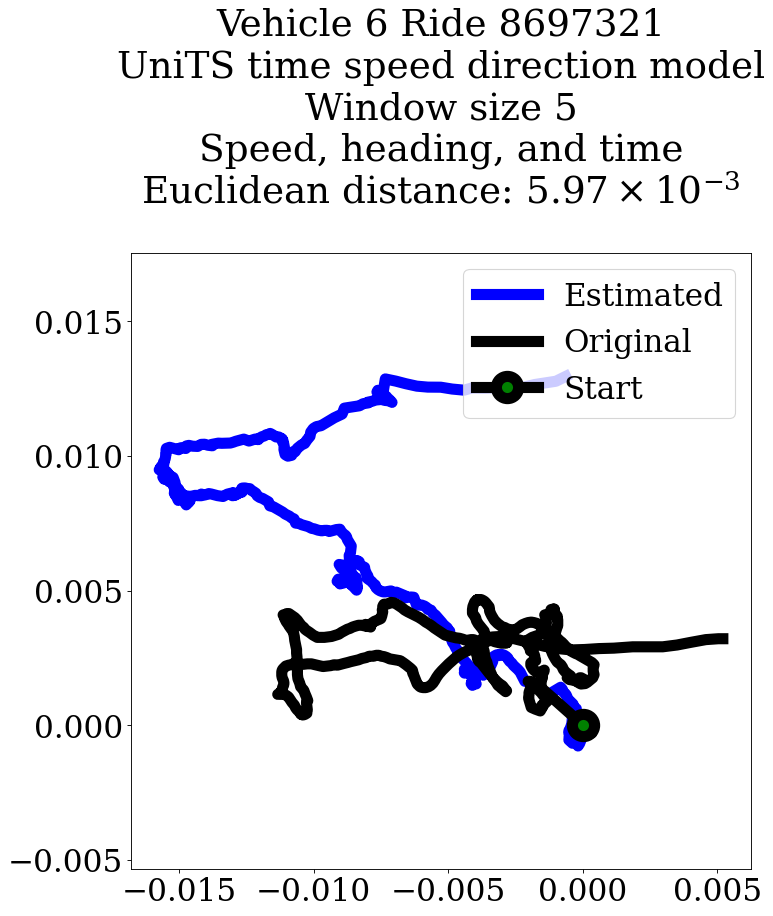 Vehicle 6 Ride 8697321
UniTS time speed direction model
Window size 5
Speed, heading, and time
Euclidean distance: 5.97 × 10⁻³
Estimated
Original
Start
0.015
0.010
0.005
0.000
−0.005
−0.015 −0.010 −0.005 0.000 0.005